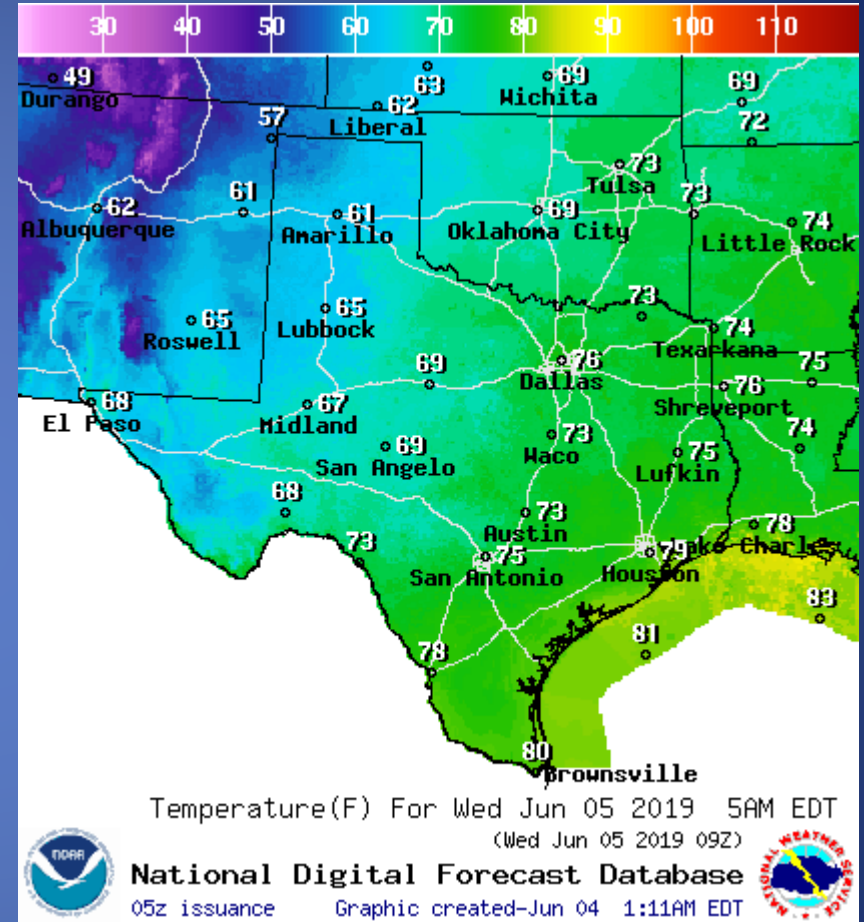 30 40 50 60 70 80 90 100 110
49 63 69 69
Durango 62 Wichita
57 Liberal 72
73
Tulsa
62 61 61 69 73 74
Albuquerque Amarillo Oklahoma City Little Rock
65 65 73 74
Roswell Lubbock Texarkana
69 76 75
Dallas 76
68 67 Shreveport
El Paso Midland 73 74
69 Waco 75
San Angelo Lufkin
68 73 78
Austin Lake Charles
73 75 79
San Antonio Houston
83
78 81
80
Brownsville
Temperature(F) For Wed Jun 05 2019 5AM EDT
(Wed Jun 05 2019 09Z)
NOAA
NATIONAL WEATHER SERVICE
National Digital Forecast Database
05z issuance Graphic created-Jun 04 1:11AM EDT